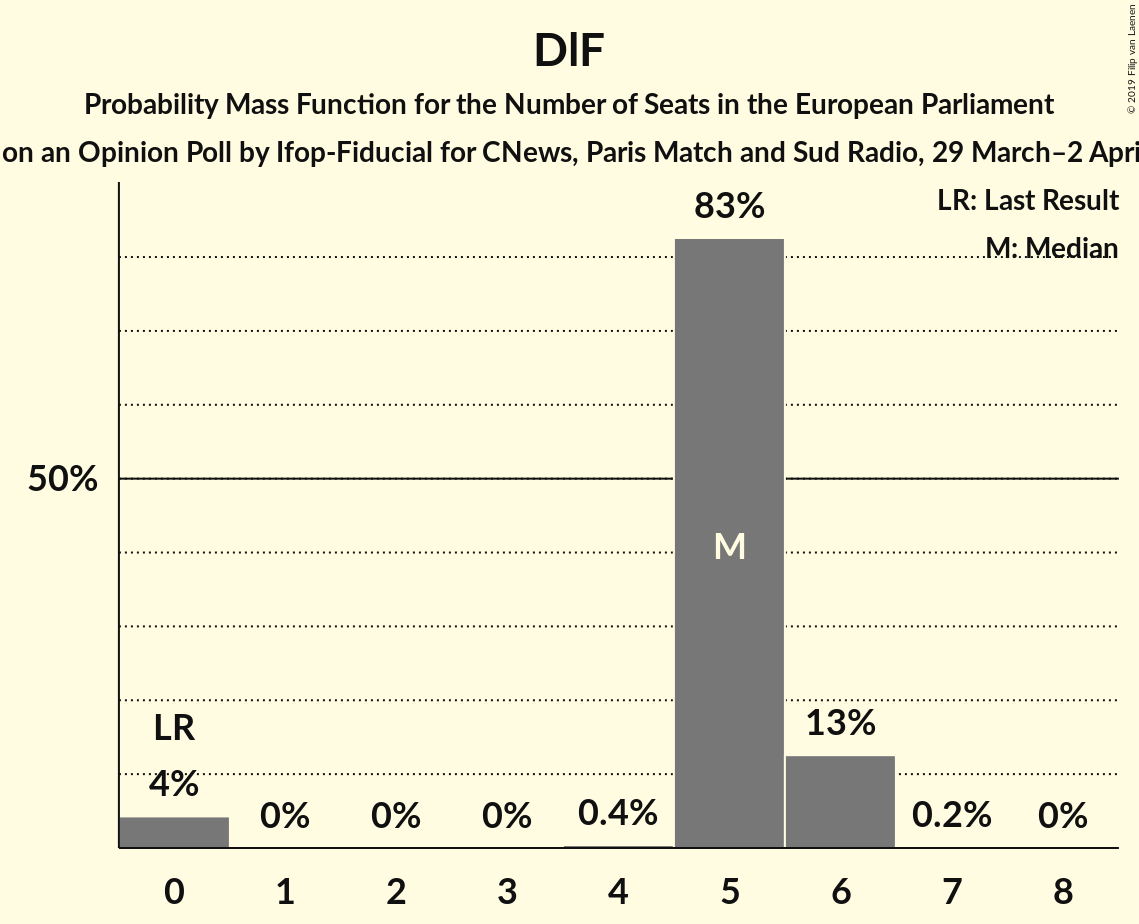 DlF
Probability Mass Function for the Number of Seats in the European Parliament
on an Opinion Poll by Ifop-Fiducial for CNews, Paris Match and Sud Radio, 29 March–2 Apri
© 2019 Filip van Laenen
LR: Last Result
M: Median
83%
50%
M
LR
4%
0%
0%
0%
0.4%
13%
0.2%
0%
0 1 2 3 4 5 6 7 8